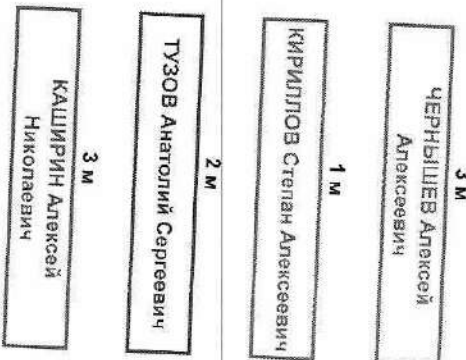 3 м
ЧЕРНЫШЕВ Алексей
Алексеевич
1 м
КИРИЛЛОВ Степан Алексеевич
2 м
ТУЗОВ Анатолий Сергеевич
3 м
КАШИРИН Алексей
Николаевич